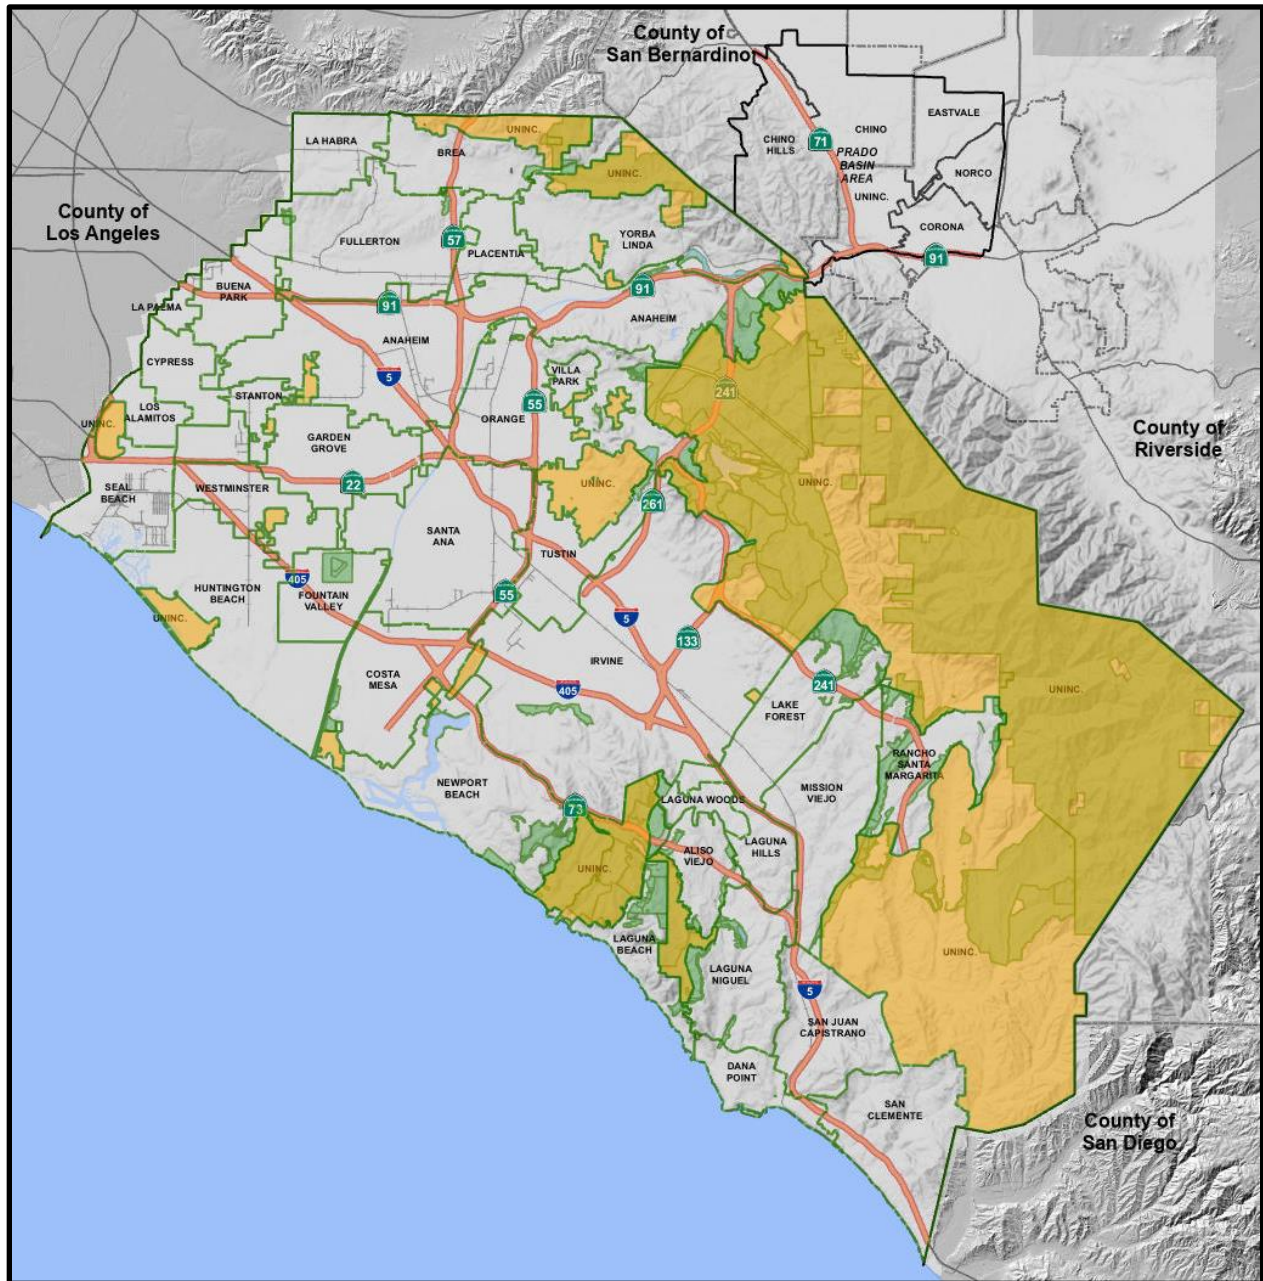 County of
San Bernardino
EASTVALE
CHINO
CHINO
HILLS
71
PRADO
BASIN
AREA
NORCO
UNINC.
CORONA
91
LA HABRA
BREA
UNINC.
UNINC.
County of
Los Angeles
FULLERTON
57
PLACENTIA
YORBA
LINDA
BUENA
PARK
91
91
LA PALMA
ANAHEIM
ANAHEIM
CYPRESS
5
VILLA
PARK
241
STANTON
55
LOS
ALAMITOS
UNINC.
ORANGE
GARDEN
GROVE
County of
Riverside
22
SEAL
BEACH
WESTMINSTER
UNINC.
UNINC.
261
SANTA
ANA
TUSTIN
405
HUNTINGTON
BEACH
FOUNTAIN
VALLEY
55
UNINC.
5
133
IRVINE
COSTA
MESA
405
241
UNINC.
LAKE
FOREST
RANCHO
SANTA
MARGARITA
NEWPORT
BEACH
MISSION
VIEJO
73
LAGUNA WOODS
LAGUNA
HILLS
ALISO
VIEJO
UNINC.
LAGUNA
BEACH
UNINC.
LAGUNA
NIGUEL
5
SAN JUAN
CAPISTRANO
DANA
POINT
SAN
CLEMENTE
County of
San Diego